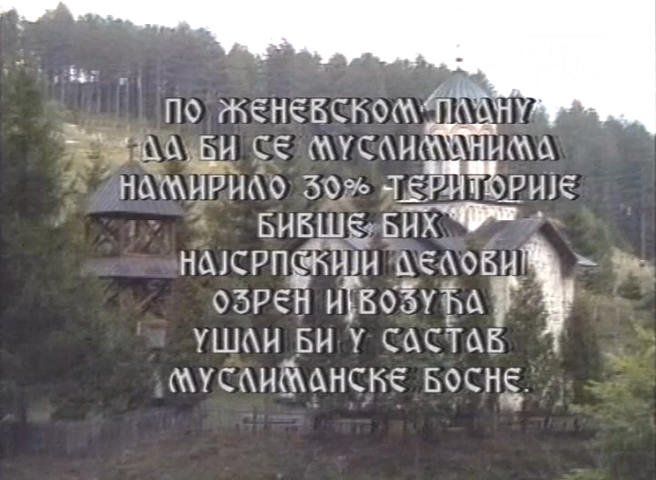 ПО ЖЕНЕВСКОМ ПЛАНУ
ДА БИ СЕ МУСЛИМАНИМА
НАМИРИЛО 30% ТЕРИТОРИЈЕ
БИВШЕ БИХ
НАЈСРПСКИЈИ ДЕЛОВИ
ОЗРЕН И ВОЗУЋА
УШЛИ БИ У САСТАВ
МУСЛИМАНСКЕ БОСНЕ.